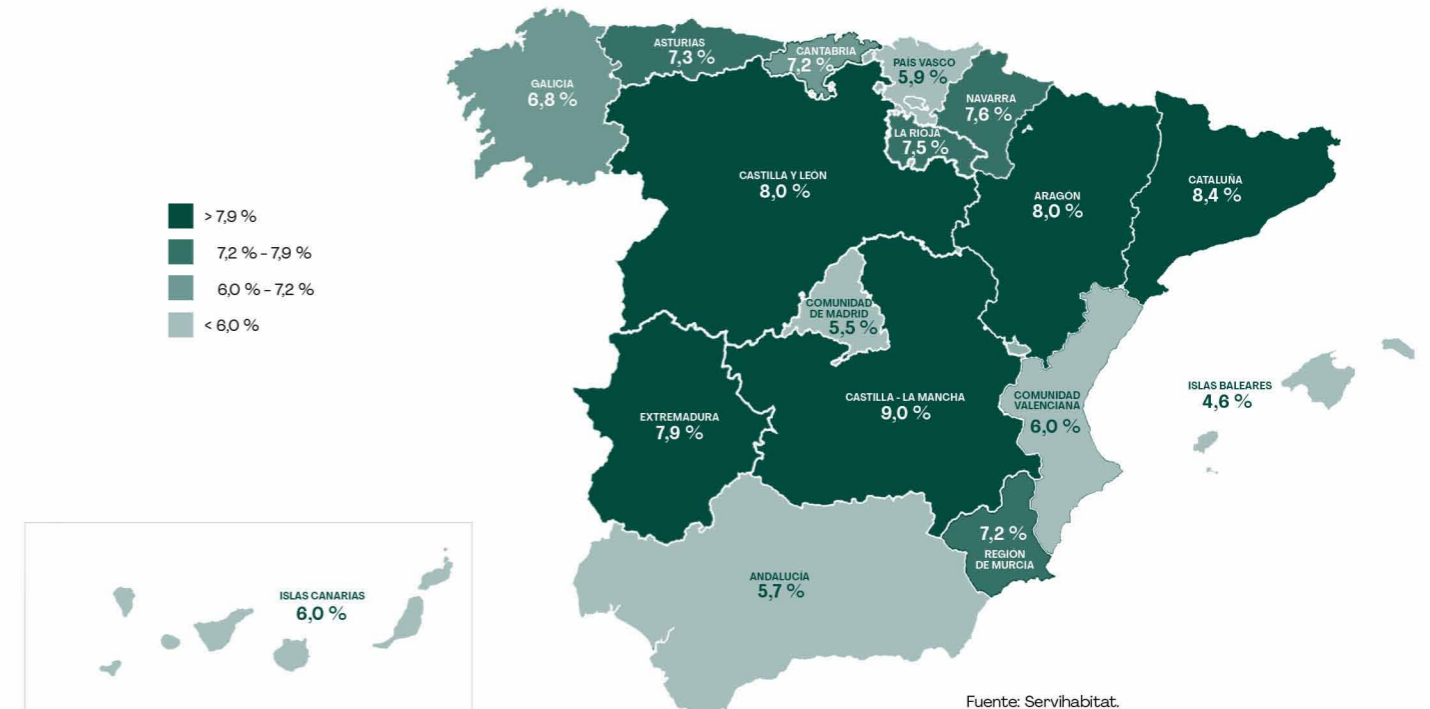 ASTURIAS
7,3 %
CANTABRIA
7,2 %
PAÍS VASCO
5,9 %
GALICIA
6,8 %
NAVARRA
7,6 %
LA RIOJA
7,5 %
CASTILLA Y LEÓN
8,0 %
ARAGÓN
8,0 %
CATALUÑA
8,4 %
> 7,9 %
7,2 % - 7,9 %
6,0 % - 7,2 %
< 6,0 %
COMUNIDAD
DE MADRID
5,5 %
ISLAS BALEARES
4,6 %
CASTILLA - LA MANCHA
9,0 %
COMUNIDAD
VALENCIANA
6,0 %
EXTREMADURA
7,9 %
7,2 %
REGIÓN
DE MURCIA
ANDALUCÍA
5,7 %
ISLAS CANARIAS
6,0 %
Fuente: Servihabitat.